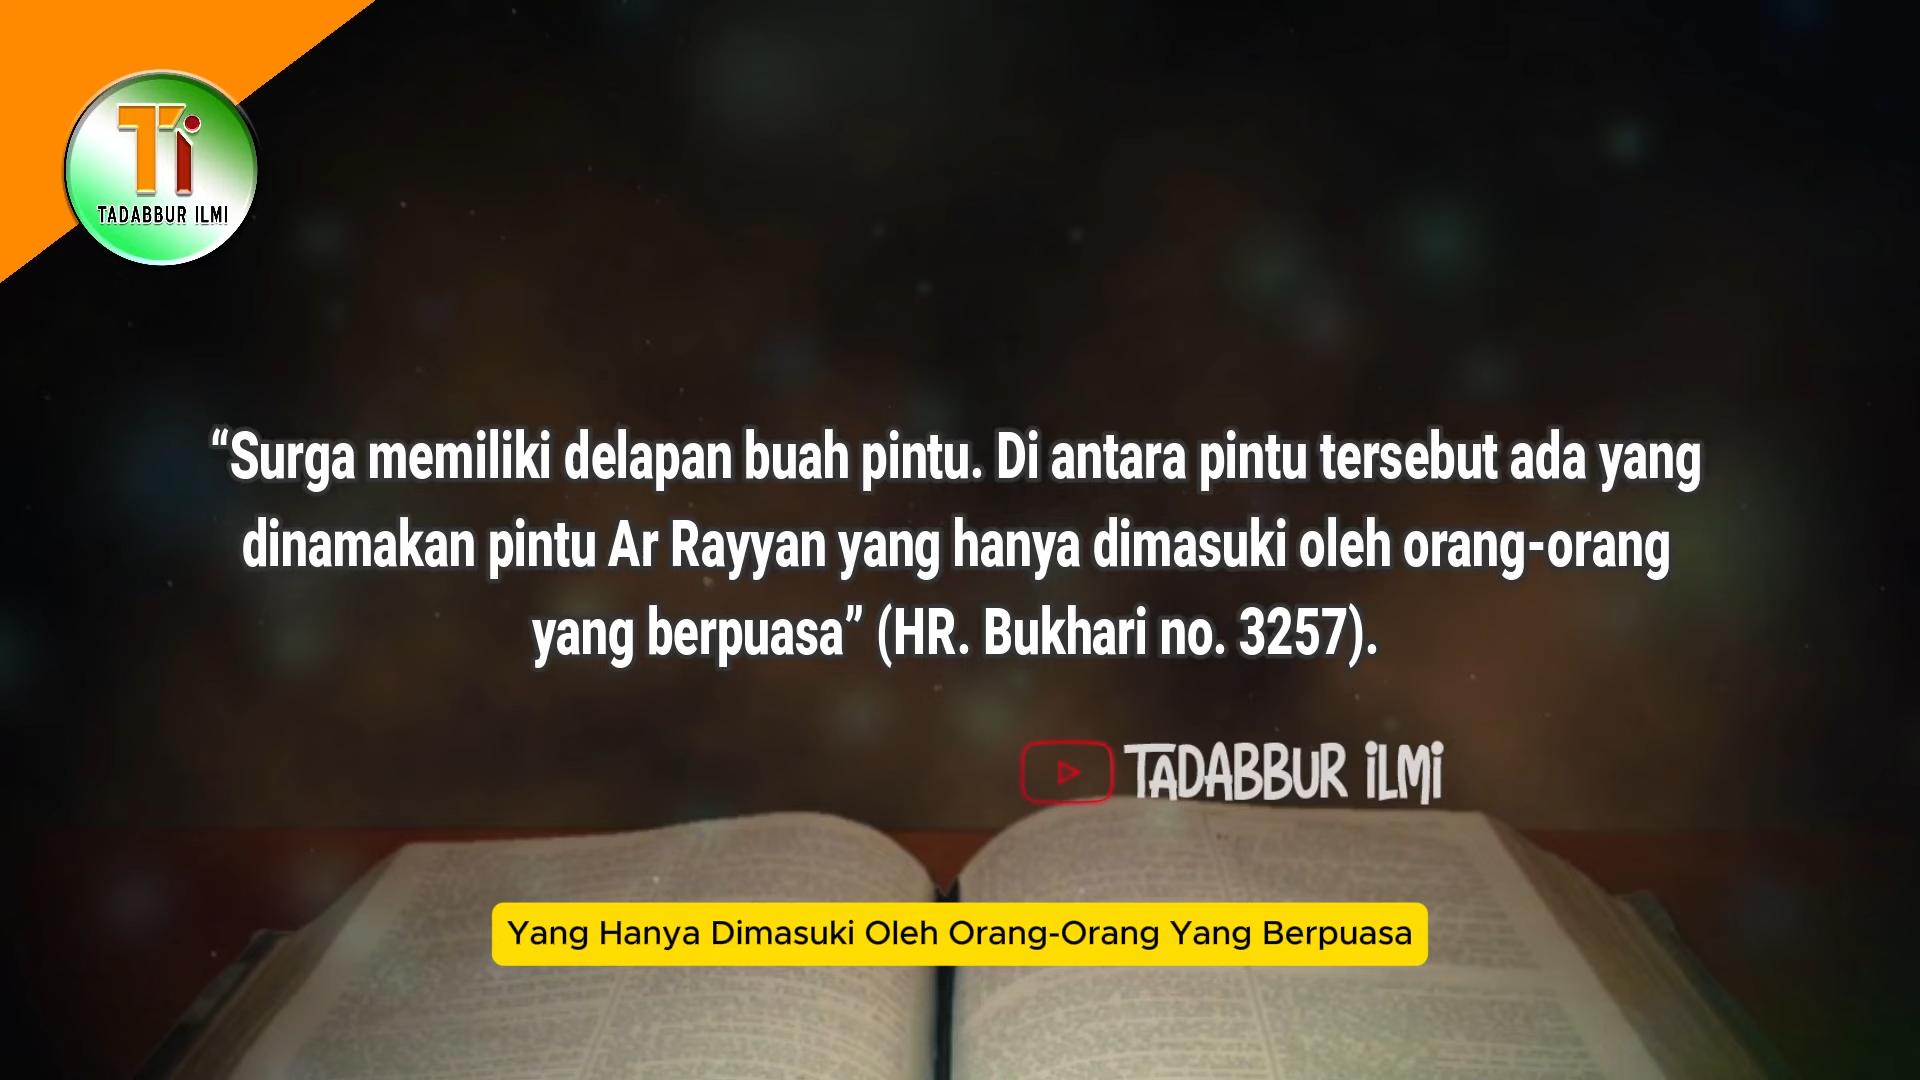 Ti
TADABBUR ILMI
“Surga memiliki delapan buah pintu. Di antara pintu tersebut ada yang
dinamakan pintu Ar Rayyan yang hanya dimasuki oleh orang-orang
yang berpuasa” (HR. Bukhari no. 3257).
TADABBUR iLMi
Yang Hanya Dimasuki Oleh Orang-Orang Yang Berpuasa